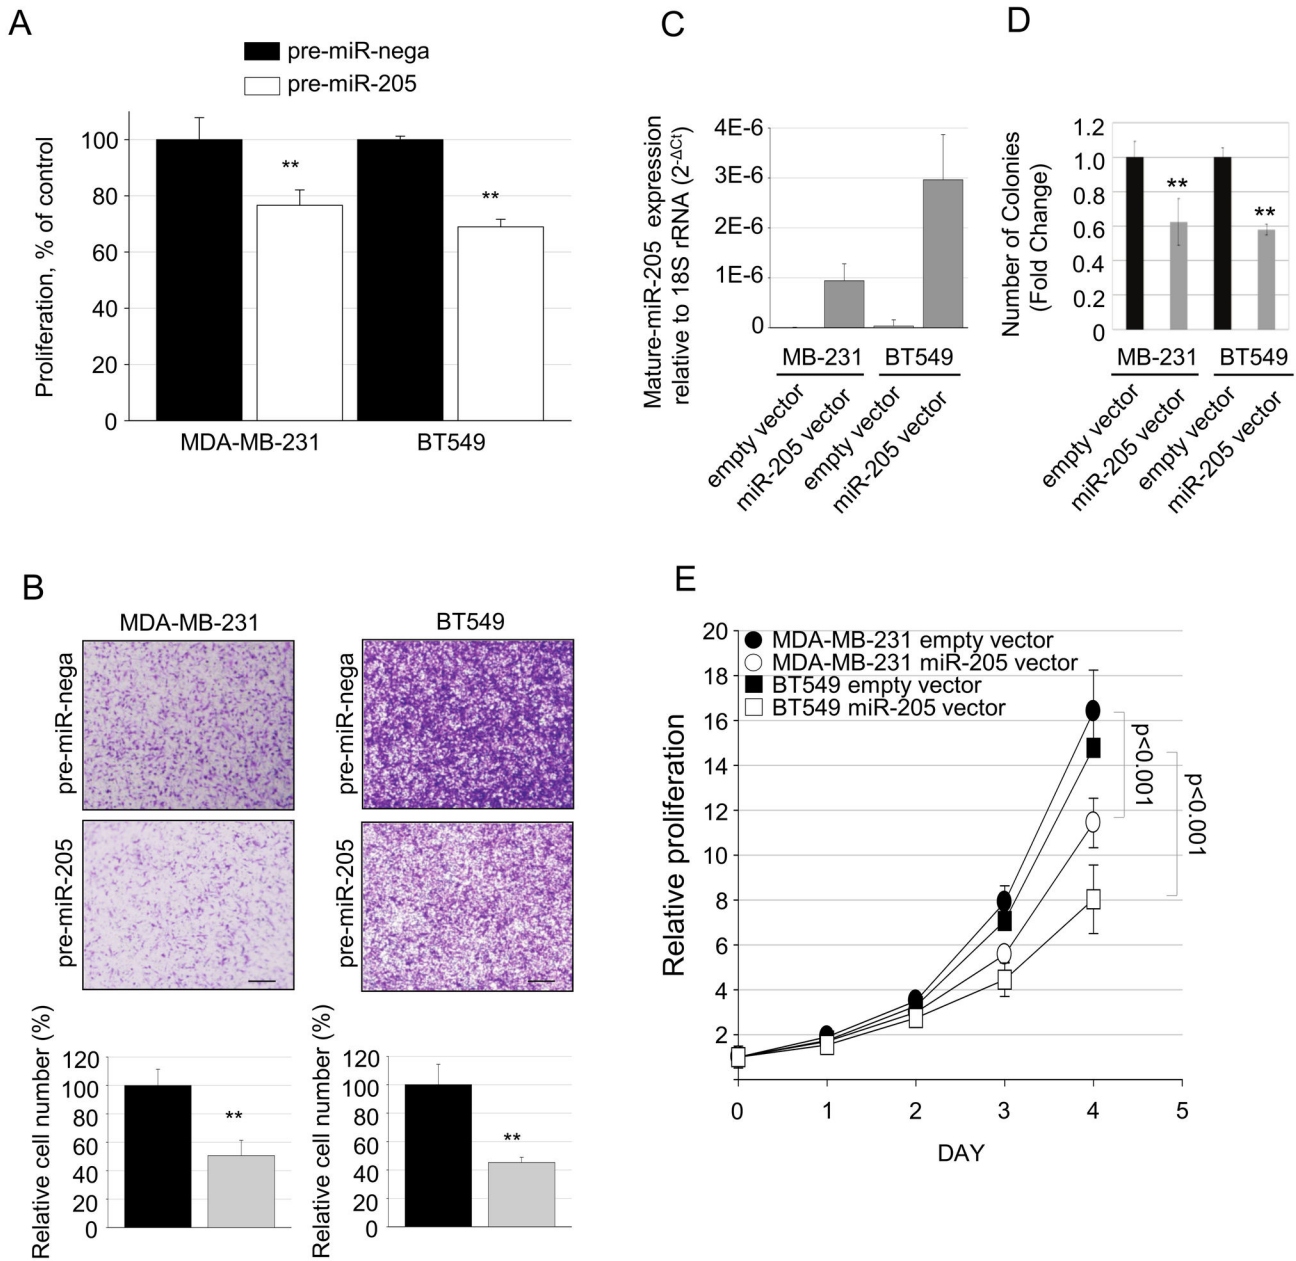 A
pre-miR-nega
pre-miR-205
Proliferation, % of control
100
80
60
40
20
0
**
**
MDA-MB-231
BT549
C
Mature-miR-205 expression
relative to 18S rRNA (2-ΔCt)
4E-6
3E-6
2E-6
1E-6
0
MB-231
BT549
empty vector
miR-205 vector
empty vector
miR-205 vector
D
Number of Colonies
(Fold Change)
1.2
1.0
0.8
0.6
0.4
0.2
0
**
**
MB-231
BT549
empty vector
miR-205 vector
empty vector
miR-205 vector
B
MDA-MB-231
BT549
pre-miR-nega
pre-miR-nega
pre-miR-205
pre-miR-205
Relative cell number (%)
120
100
80
60
40
20
0
**
Relative cell number (%)
120
100
80
60
40
20
0
**
E
Relative proliferation
20
18
16
14
12
10
8
6
4
2
MDA-MB-231 empty vector
MDA-MB-231 miR-205 vector
BT549 empty vector
BT549 miR-205 vector
p<0.001
p<0.001
0
1
2
3
4
5
DAY